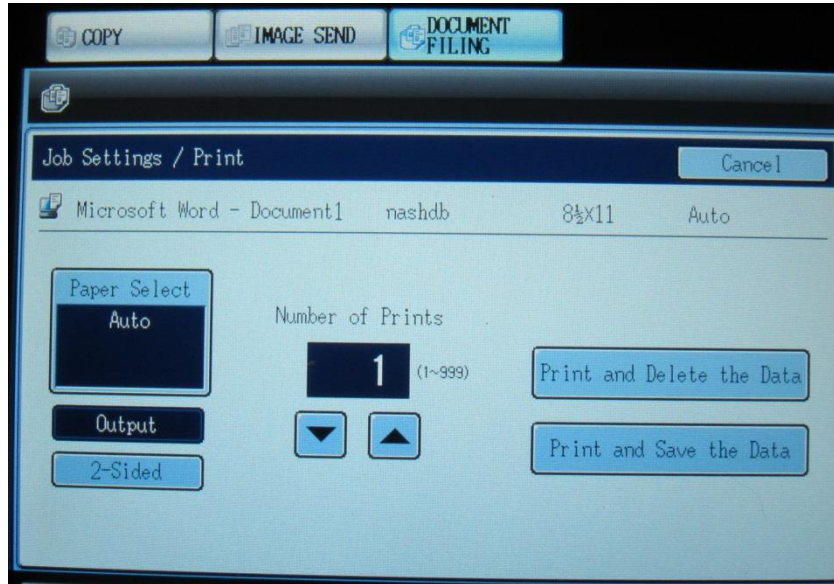 COPY
IMAGE SEND
DOCUMENT
FILING
Job Settings / Print
Cancel
Microsoft Word - Document1 nashdb 8½X11 Auto
Paper Select
Auto
Number of Prints
1 (1~999)
Print and Delete the Data
Output
Print and Save the Data
2-Sided